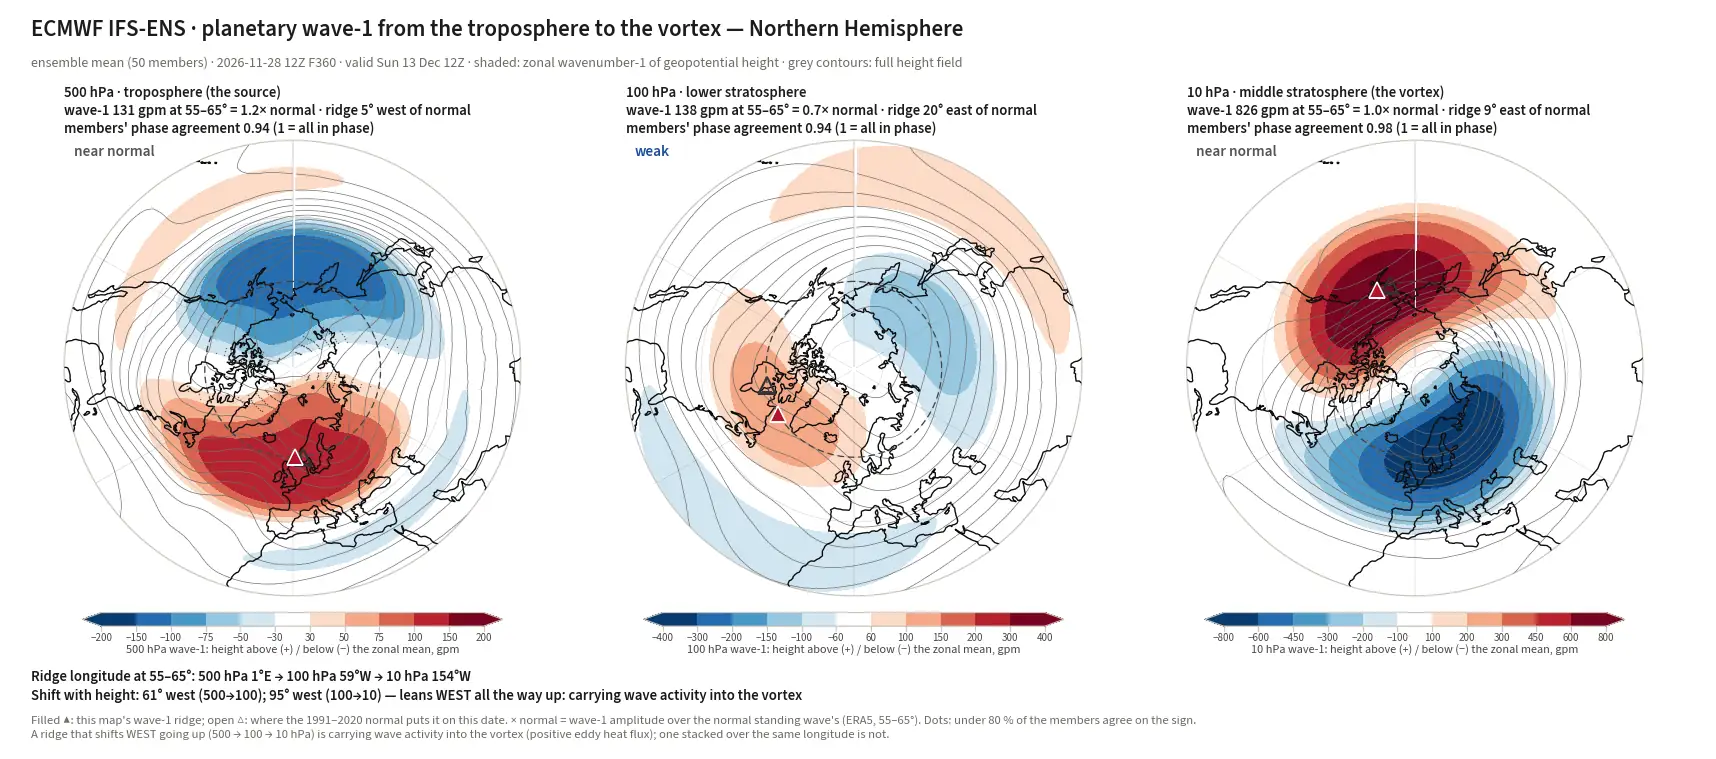 ECMWF IFS-ENS · planetary wave-1 from the troposphere to the vortex — Northern Hemisphere
ensemble mean (50 members) · 2026-11-28 12Z F360 · valid Sun 13 Dec 12Z · shaded: zonal wavenumber-1 of geopotential height · grey contours: full height field
500 hPa · troposphere (the source)
wave-1 131 gpm at 55–65° = 1.2× normal · ridge 5° west of normal
members' phase agreement 0.94 (1 = all in phase)
near normal
100 hPa · lower stratosphere
wave-1 138 gpm at 55–65° = 0.7× normal · ridge 20° east of normal
members' phase agreement 0.94 (1 = all in phase)
weak
10 hPa · middle stratosphere (the vortex)
wave-1 826 gpm at 55–65° = 1.0× normal · ridge 9° east of normal
members' phase agreement 0.98 (1 = all in phase)
near normal
−200 −150 −100 −75 −50 −30 30 50 75 100 150 200
500 hPa wave-1: height above (+) / below (−) the zonal mean, gpm
−400 −300 −200 −150 −100 −60 60 100 150 200 300 400
100 hPa wave-1: height above (+) / below (−) the zonal mean, gpm
−800 −600 −450 −300 −200 −100 100 200 300 450 600 800
10 hPa wave-1: height above (+) / below (−) the zonal mean, gpm
Ridge longitude at 55–65°: 500 hPa 1°E → 100 hPa 59°W → 10 hPa 154°W
Shift with height: 61° west (500→100); 95° west (100→10) — leans WEST all the way up: carrying wave activity into the vortex
Filled ▲: this map's wave-1 ridge; open △: where the 1991–2020 normal puts it on this date. × normal = wave-1 amplitude over the normal standing wave's (ERA5, 55–65°). Dots: under 80 % of the members agree on the sign.
A ridge that shifts WEST going up (500 → 100 → 10 hPa) is carrying wave activity into the vortex (positive eddy heat flux); one stacked over the same longitude is not.